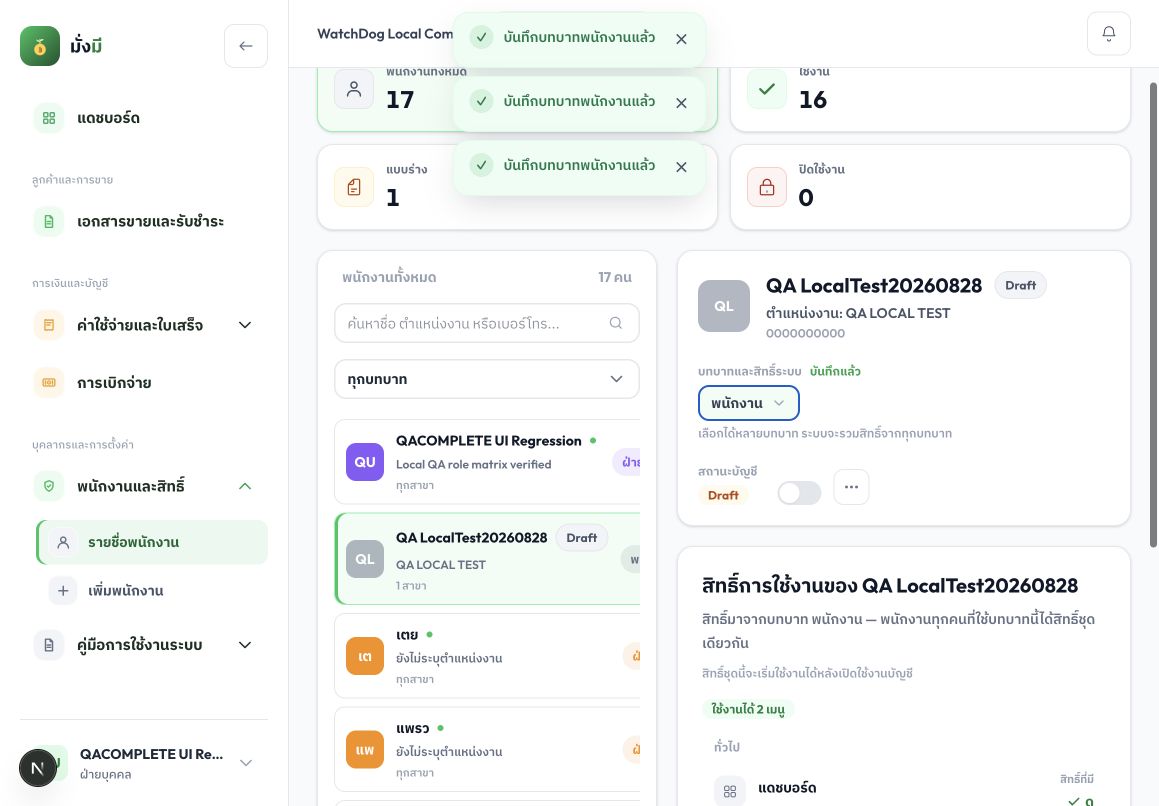 มั่งมี
แดชบอร์ด
ลูกค้าและการขาย
เอกสารขายและรับชำระ
การเงินและบัญชี
ค่าใช้จ่ายและใบเสร็จ
การเบิกจ่าย
บุคลากรและการตั้งค่า
พนักงานและสิทธิ์
รายชื่อพนักงาน
เพิ่มพนักงาน
คู่มือการใช้งานระบบ
N
QACOMPLETE UI Re...
ฝ่ายบุคคล
WatchDog Local Com
บันทึกบทบาทพนักงานแล้ว
บันทึกบทบาทพนักงานแล้ว
บันทึกบทบาทพนักงานแล้ว
พนักงานทั้งหมด
17
ใช้งาน
16
แบบร่าง
1
ปิดใช้งาน
0
พนักงานทั้งหมด 17 คน
ค้นหาชื่อ ตำแหน่งงาน หรือเบอร์โทร...
ทุกบทบาท
QU
QACOMPLETE UI Regression
Local QA role matrix verified
ทุกสาขา
QL
QA LocalTest20260828 Draft
QA LOCAL TEST
1 สาขา
เต
เตย
ยังไม่ระบุตำแหน่งงาน
ทุกสาขา
แพ
แพรว
ยังไม่ระบุตำแหน่งงาน
ทุกสาขา
QL
QA LocalTest20260828 Draft
ตำแหน่งงาน: QA LOCAL TEST
0000000000
บทบาทและสิทธิ์ระบบ บันทึกแล้ว
พนักงาน
เลือกได้หลายบทบาท ระบบจะรวมสิทธิ์จากทุกบทบาท
สถานะบัญชี
Draft
สิทธิ์การใช้งานของ QA LocalTest20260828
สิทธิ์มาจากบทบาท พนักงาน — พนักงานทุกคนที่ใช้บทบาทนี้ได้สิทธิ์ชุด
เดียวกัน
สิทธิ์ชุดนี้จะเริ่มใช้งานได้หลังเปิดใช้งานบัญชี
ใช้งานได้ 2 เมนู
ทั่วไป
แดชบอร์ด
สิทธิ์ที่มี